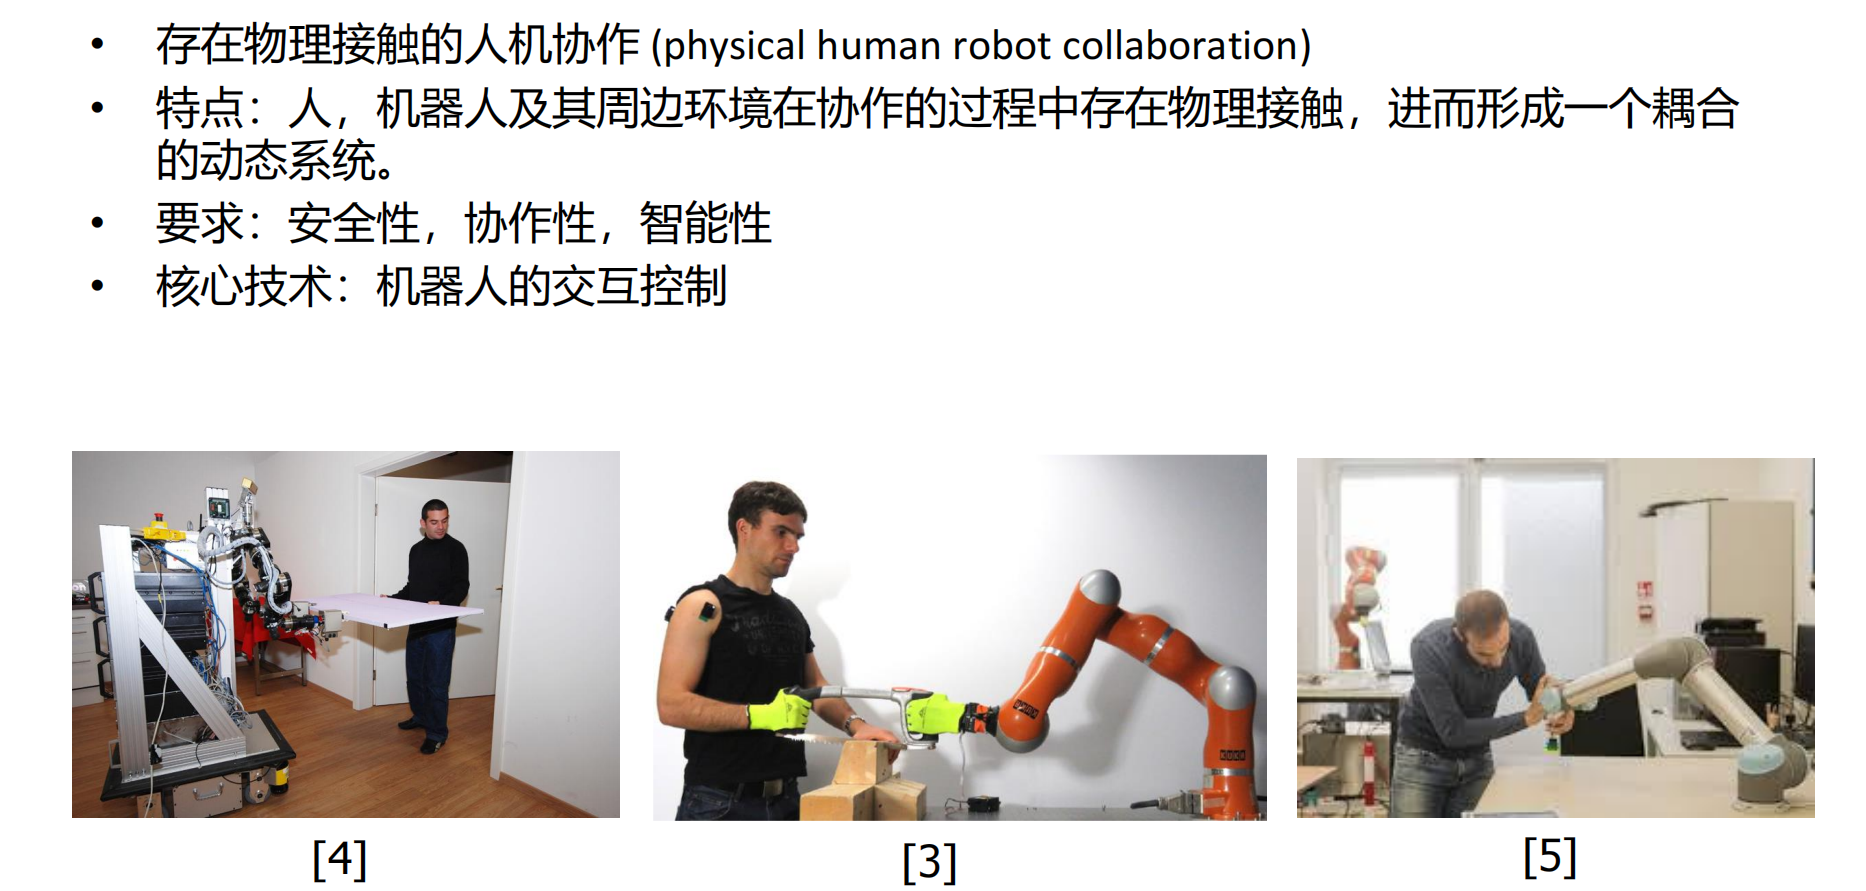 • 存在物理接触的人机协作 (physical human robot collaboration)
• 特点：人，机器人及其周边环境在协作的过程中存在物理接触，进而形成一个耦合
的动态系统。
• 要求：安全性，协作性，智能性
• 核心技术：机器人的交互控制
KUKA
[4]
[3]
[5]